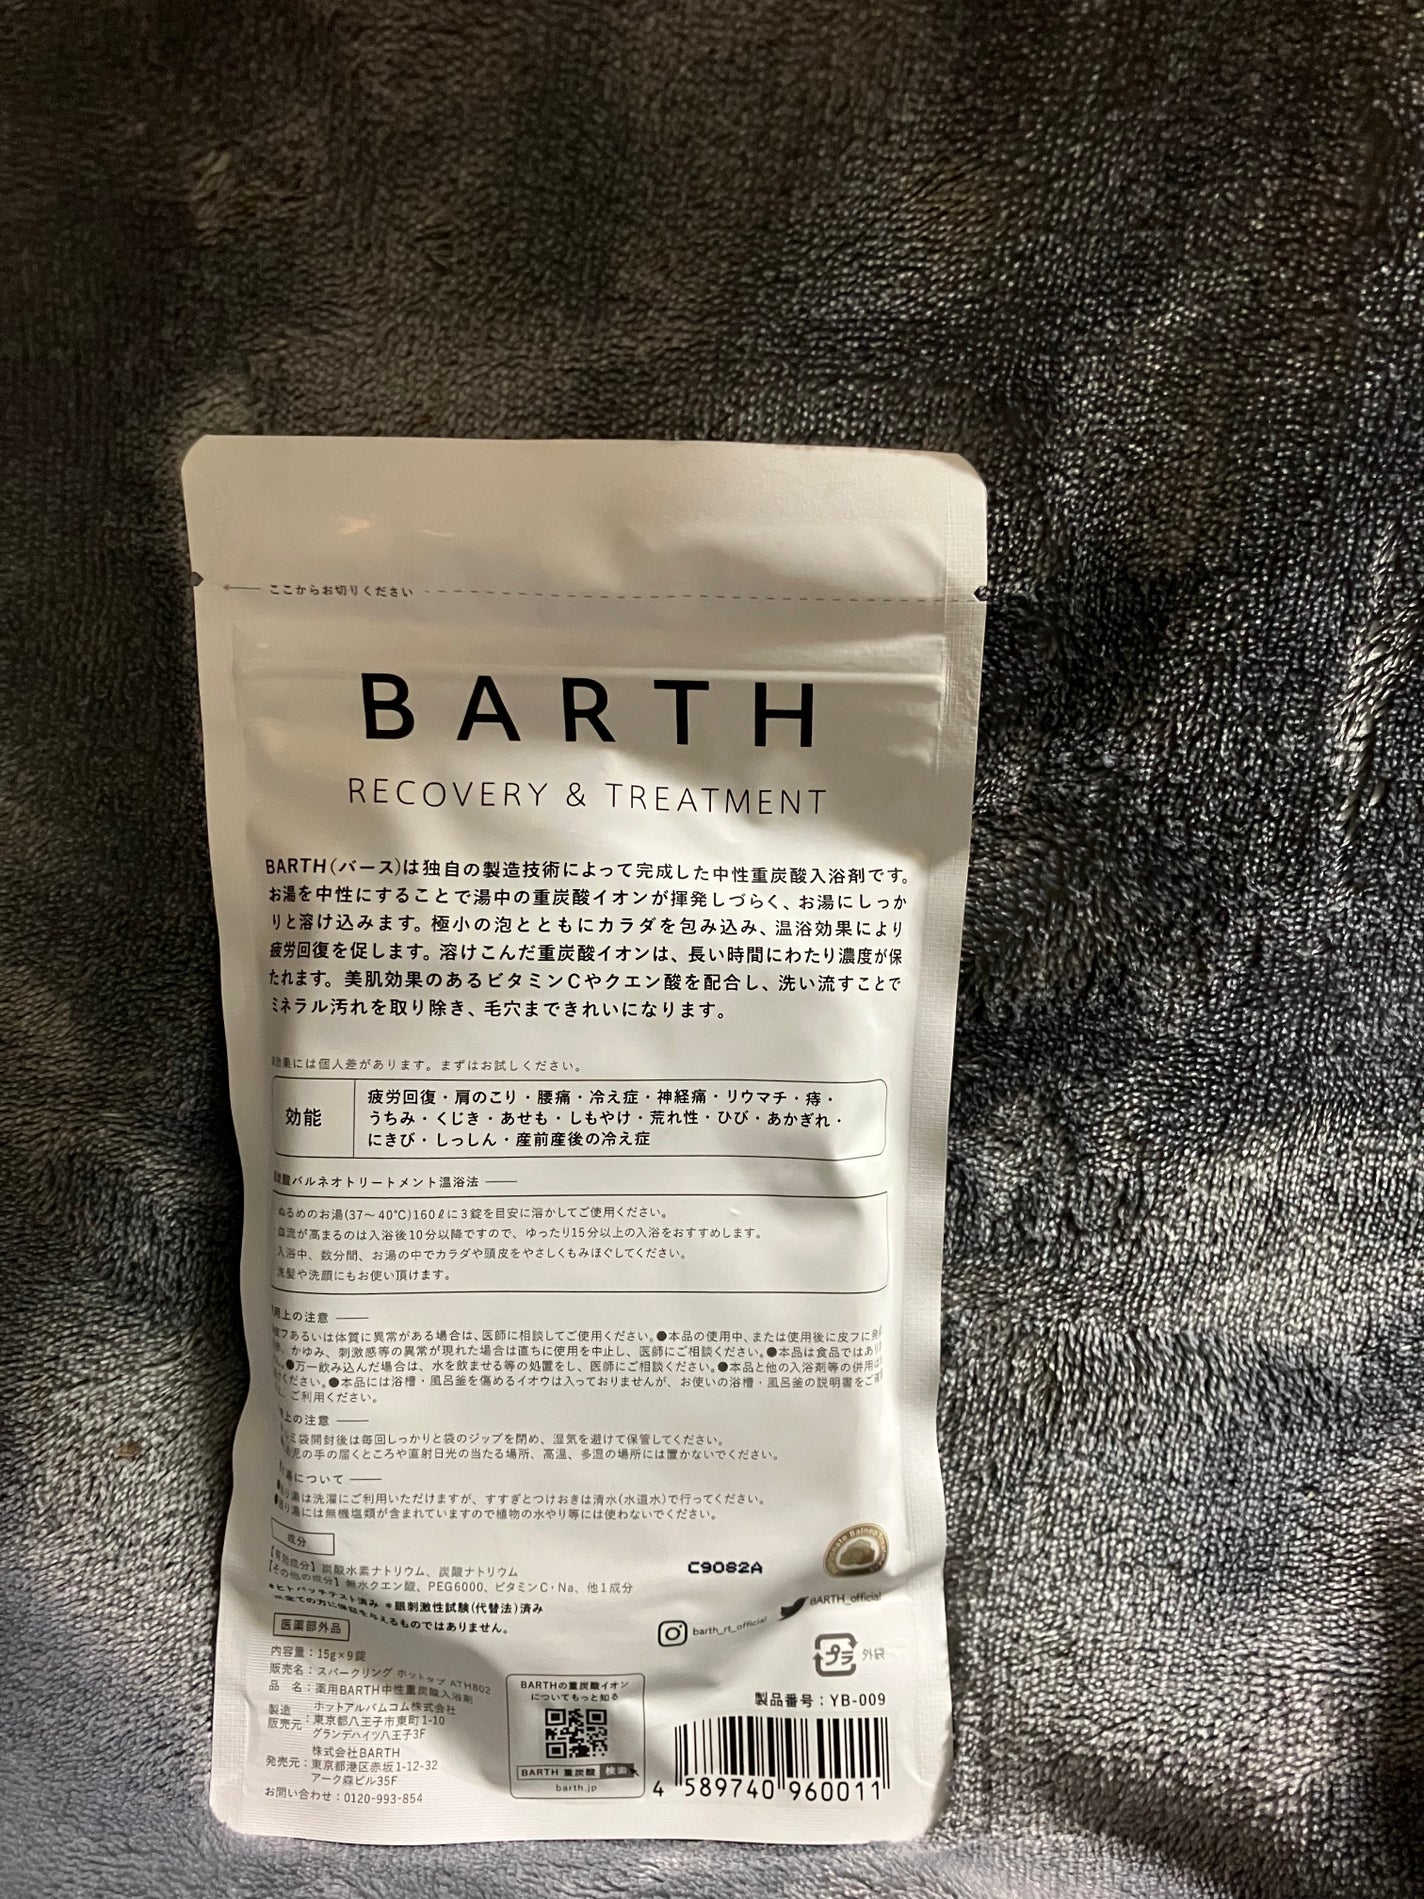 ここからお切りください
BARTH
RECOVERY & TREATMENT
BARTH(バース)は独自の製造技術によって完成した中性重炭酸入浴剤です。
お湯を中性にすることで湯中の重炭酸イオンが揮発しづらく、お湯にしっか
りと溶け込みます。極小の泡とともにカラダを包み込み、温浴効果により
疲労回復を促します。溶けこんだ重炭酸イオンは、長い時間にわたり濃度が保
たれます。美肌効果のあるビタミンCやクエン酸を配合し、洗い流すことで
ミネラル汚れを取り除き、毛穴まできれいになります。
効果には個人差があります。まずはお試しください。
効能
疲労回復・肩のこり・腰痛・冷え症・神経痛・リウマチ・痔・
うちみ・くじき・あせも・しもやけ・荒れ性・ひび・あかぎれ・
にきび・しっしん・産前産後の冷え症
炭酸バルネオトリートメント温浴法
ぬるめのお湯(37〜40℃)160ℓに3錠を目安に溶かしてご使用ください。
血流が高まるのは入浴後10分以降ですので、ゆったり15分以上の入浴をおすすめします。
入浴中、数分間、お湯の中でカラダや頭皮をやさしくもみほぐしてください。
洗髪や洗顔にもお使い頂けます。
用上の注意
皮フあるいは体質に異常がある場合は、医師に相談してご使用ください。●本品の使用中、または使用後に皮フに発
、かゆみ、刺激感等の異常が現れた場合は直ちに使用を中止し、医師にご相談ください。●本品は食品ではあり
●万一飲み込んだ場合は、水を飲ませる等の処置をし、医師にご相談ください。●本品と他の入浴剤等の併用は
ください。●本品には浴槽・風呂釜を傷めるイオウは入っておりませんが、お使いの浴槽・風呂釜の説明書をご確
ご利用ください。
上の注意
ミ袋開封後は毎回しっかりと袋のジップを閉め、湿気を避けて保管してください。
児の手の届くところや直射日光の当たる場所、高温、多湿の場所には置かないでください。
湯について
●残り湯は洗濯にご利用いただけますが、すすぎとつけおきは清水(水道水)で行ってください。
●残り湯には無機塩類が含まれていますので植物の水やり等には使わないでください。
成分
【有効成分】炭酸水素ナトリウム、炭酸ナトリウム
【その他の成分】無水クエン酸、PEG6000、ビタミンC・Na、他1成分
*ヒトパッチテスト済み *眼刺激性試験(代替法)済み
全ての方に保証を与えるものではありません。
C9082A
barth_rt_official
BARTH_official
医薬部外品
プラ
外袋
内容量：15g×9錠
販売名：スパークリング ホットタブ ATH802
品　名：薬用BARTH中性重炭酸入浴剤
製造
販売元：
ホットアルバムコム株式会社
東京都八王子市東町1-10
グランデハイツ八王子3F
発売元：
株式会社BARTH
東京都港区赤坂1-12-32
アーク森ビル35F
お問い合わせ：0120-993-854
BARTHの重炭酸イオン
についてもっと知る
BARTH 重炭酸 検索
barth.jp
製品番号：YB-009
4 589740 960011